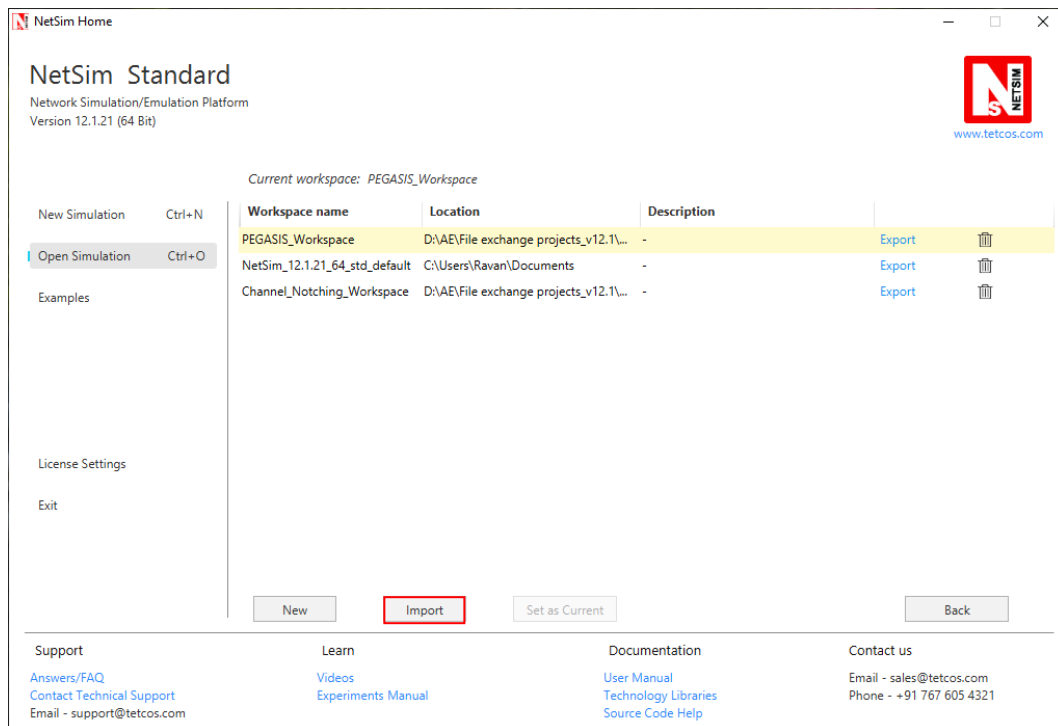 NetSim Home
NetSim Standard
Network Simulation/Emulation Platform
Version 12.1.21 (64 Bit)
NS NETSIM
www.tetcos.com
Current workspace: PEGASIS_Workspace
New Simulation Ctrl+N
Open Simulation Ctrl+O
Examples
License Settings
Exit
Workspace name Location Description
PEGASIS_Workspace D:\AE\File exchange projects_v12.1\... - Export
NetSim_12.1.21_64_std_default C:\Users\Ravan\Documents - Export
Channel_Notching_Workspace D:\AE\File exchange projects_v12.1\... - Export
New Import Set as Current Back
Support
Answers/FAQ
Contact Technical Support
Email - support@tetcos.com
Learn
Videos
Experiments Manual
Documentation
User Manual
Technology Libraries
Source Code Help
Contact us
Email - sales@tetcos.com
Phone - +91 767 605 4321